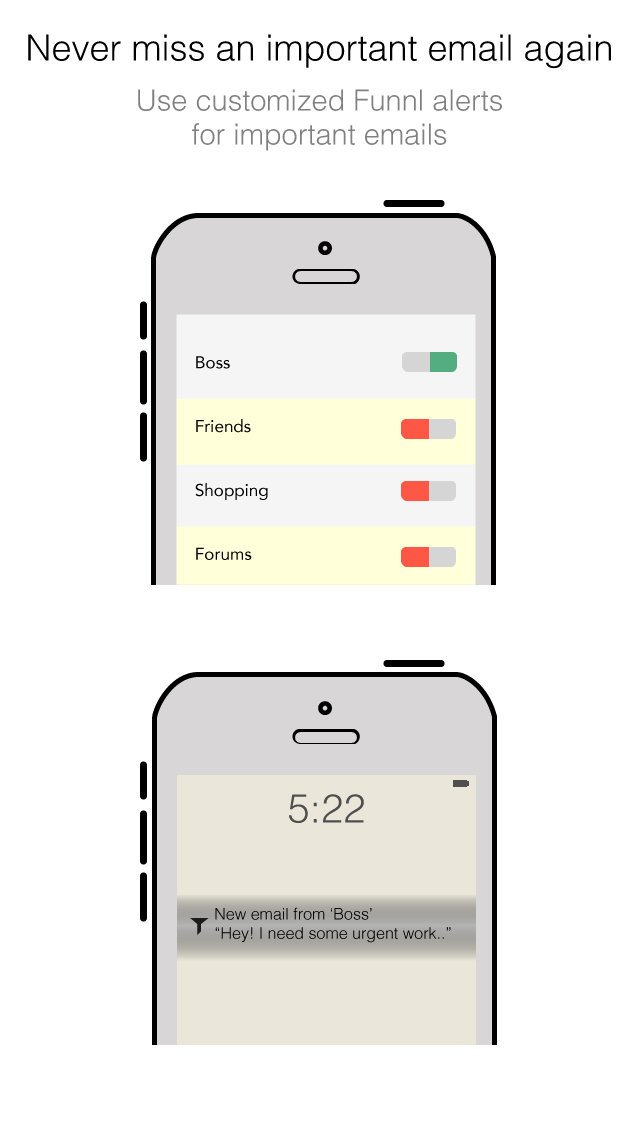 Never miss an important email again
Use customized Funnl alerts
for important emails
Boss
Friends
Shopping
Forums
5:22
New email from ‘Boss’
“Hey! I need some urgent work..”